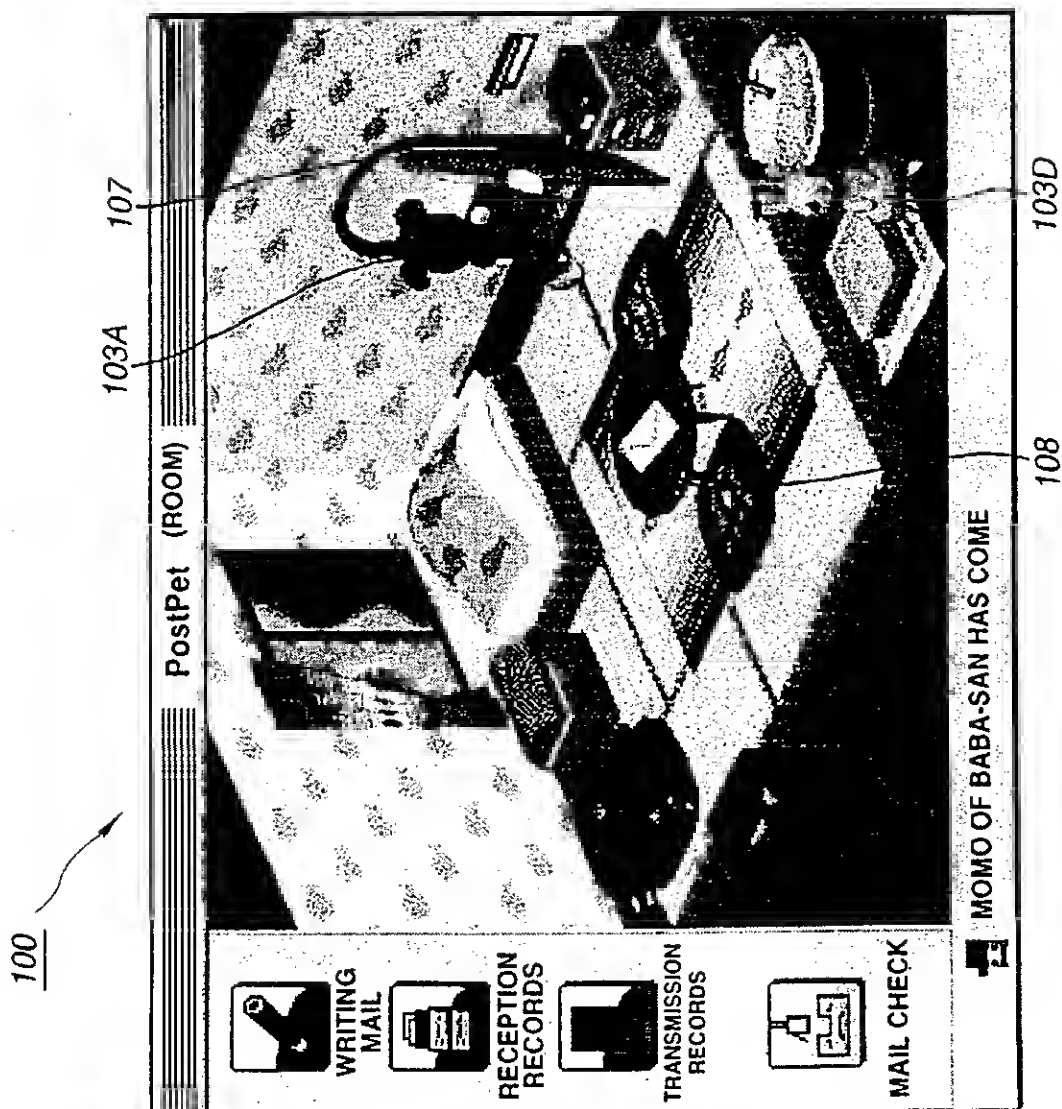 100
PostPet (ROOM)
103A
107
WRITING
MAIL
RECEPTION
RECORDS
TRANSMISSION
RECORDS
MAIL CHECK
MOMO OF BABA-SAN HAS COME
108
103D